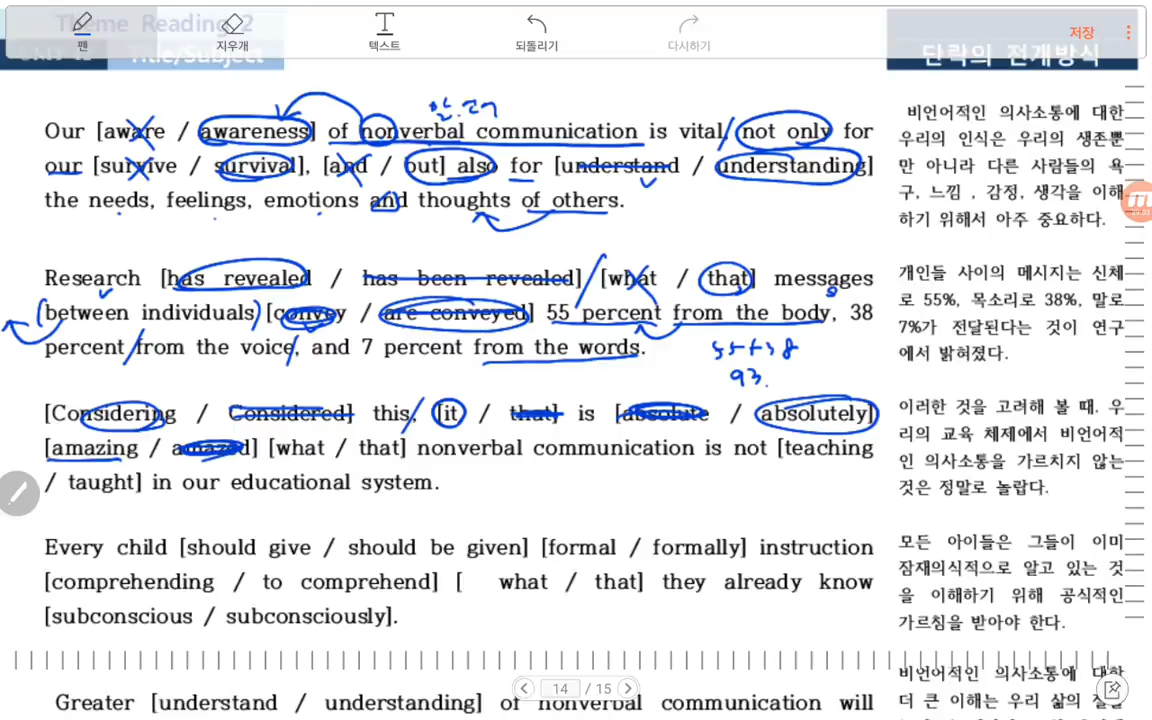 Theme Reading 2
펜
지우개
텍스트
되돌리기
다시하기
저장
Title/Subject
단락의 전개방식
Our [aware / awareness] of nonverbal communication is vital, not only for
our [survive / survival], [and / but] also for [understand / understanding]
the needs, feelings, emotions and thoughts of others.
비언어적인 의사소통에 대한
우리의 인식은 우리의 생존뿐
만 아니라 다른 사람들의 욕
구, 느낌 , 감정, 생각을 이해
하기 위해서 아주 중요하다.
Research [has revealed / has been revealed] [what / that] messages
(between individuals) [convey / are conveyed] 55 percent from the body, 38
percent from the voice, and 7 percent from the words.
55+38
93.
개인들 사이의 메시지는 신체
로 55%, 목소리로 38%, 말로
7%가 전달된다는 것이 연구
에서 밝혀졌다.
[Considering / Considered] this, [it / that] is [absolute / absolutely]
[amazing / amazed] [what / that] nonverbal communication is not [teaching
/ taught] in our educational system.
이러한 것을 고려해 볼 때, 우
리의 교육 체제에서 비언어적
인 의사소통을 가르치지 않는
것은 정말로 놀랍다.
Every child [should give / should be given] [formal / formally] instruction
[comprehending / to comprehend] [ what / that] they already know
[subconscious / subconsciously].
모든 아이들은 그들이 이미
잠재의식적으로 알고 있는 것
을 이해하기 위해 공식적인
가르침을 받아야 한다.
Greater [understand / understanding] of nonverbal communication will
비언어적인 의사소통에 대한
더 큰 이해는 우리 삶의 질을
14 / 15